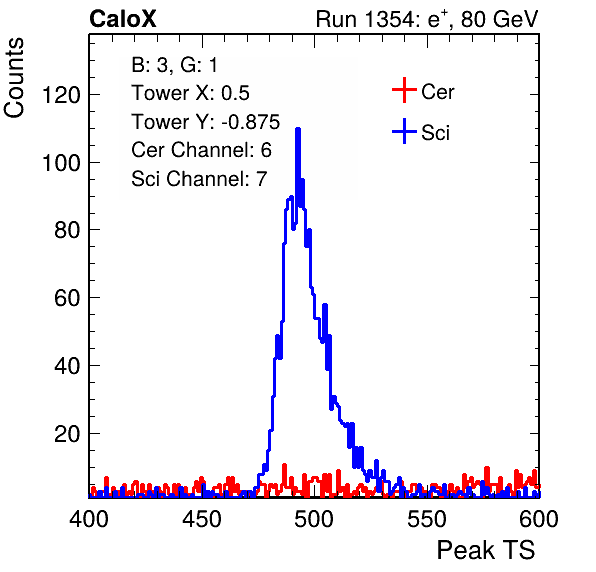 CaloX Run 1354: e+, 80 GeV
Counts
B: 3, G: 1
Tower X: 0.5
Tower Y: -0.875
Cer Channel: 6
Sci Channel: 7
Cer
Sci
120
100
80
60
40
20
400 450 500 550 600
Peak TS